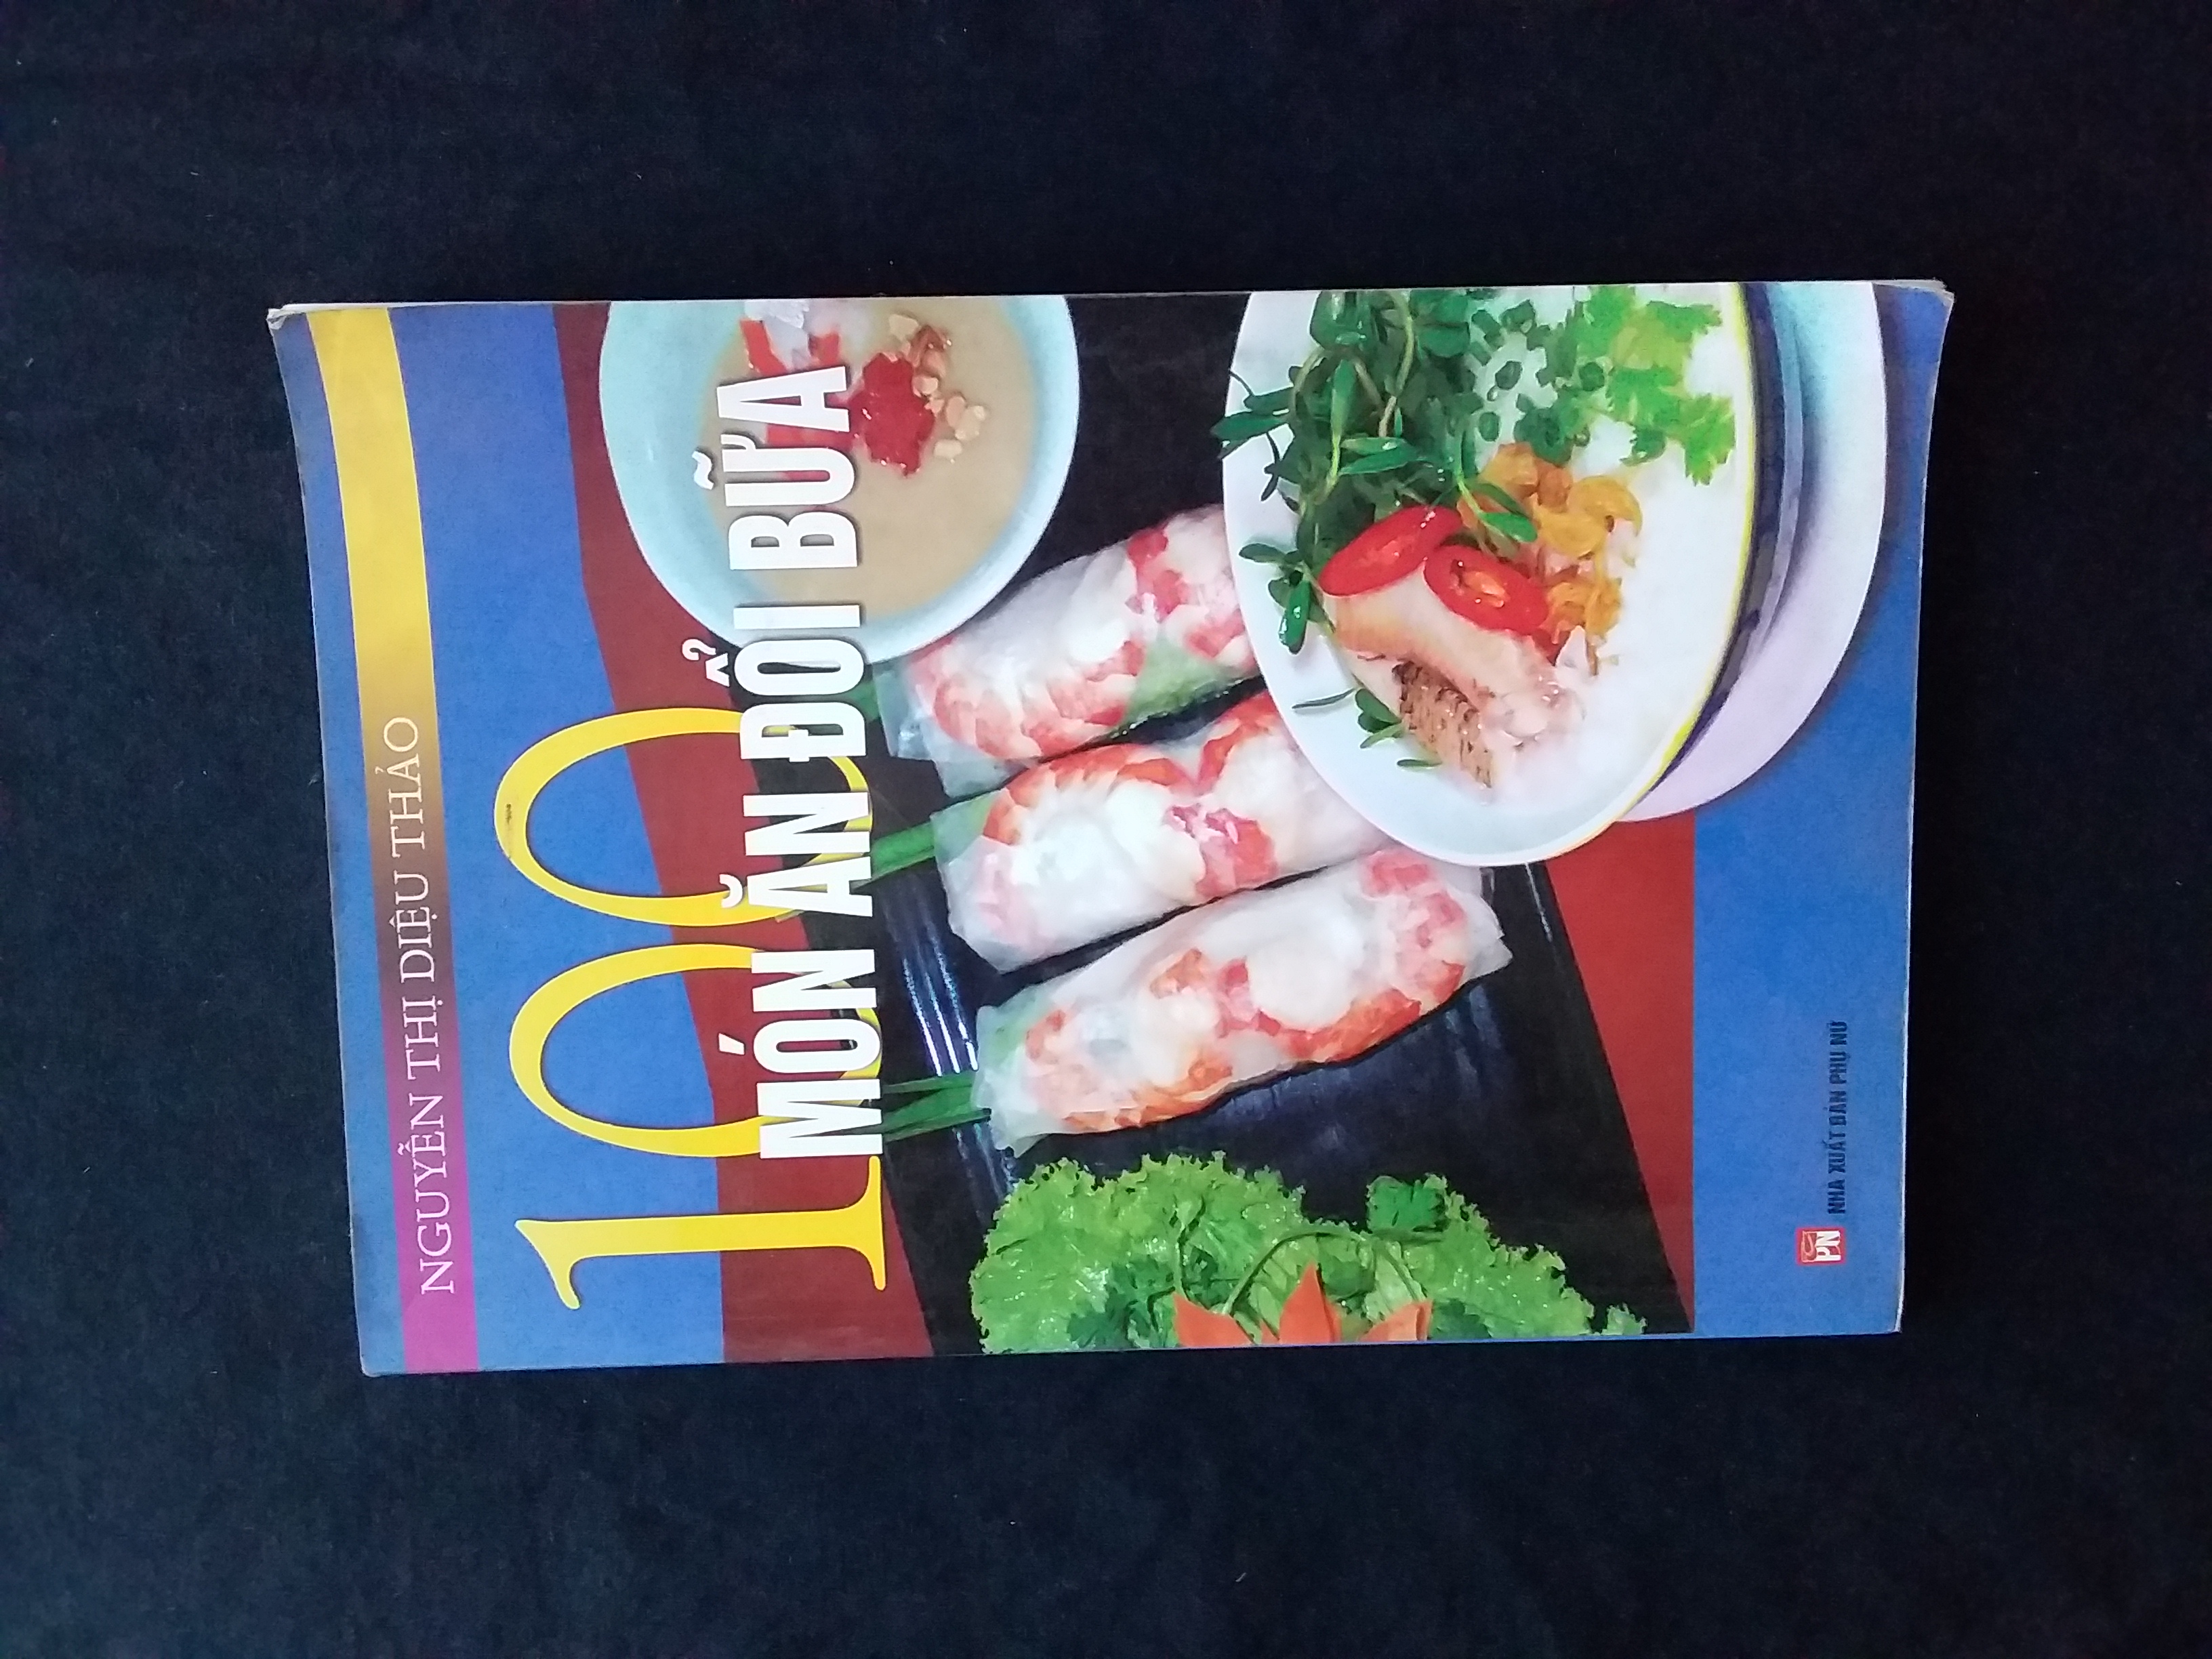 NGUYỄN THỊ DIỆU THẢO
100
MÓN ĂN ĐỔI BỮA
PN
NHÀ XUẤT BẢN PHỤ NỮ